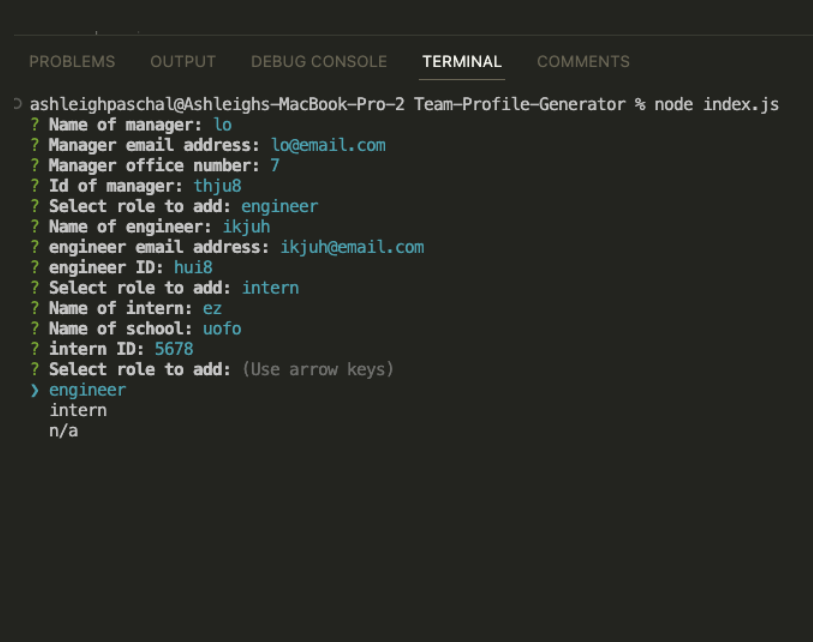 PROBLEMS OUTPUT DEBUG CONSOLE TERMINAL COMMENTS
ashleighpaschal@Ashleighs-MacBook-Pro-2 Team-Profile-Generator % node index.js
? Name of manager: lo
? Manager email address: lo@email.com
? Manager office number: 7
? Id of manager: thju8
? Select role to add: engineer
? Name of engineer: ikjuh
? engineer email address: ikjuh@email.com
? engineer ID: hui8
? Select role to add: intern
? Name of intern: ez
? Name of school: uofo
? intern ID: 5678
? Select role to add: (Use arrow keys)
❯ engineer
intern
n/a